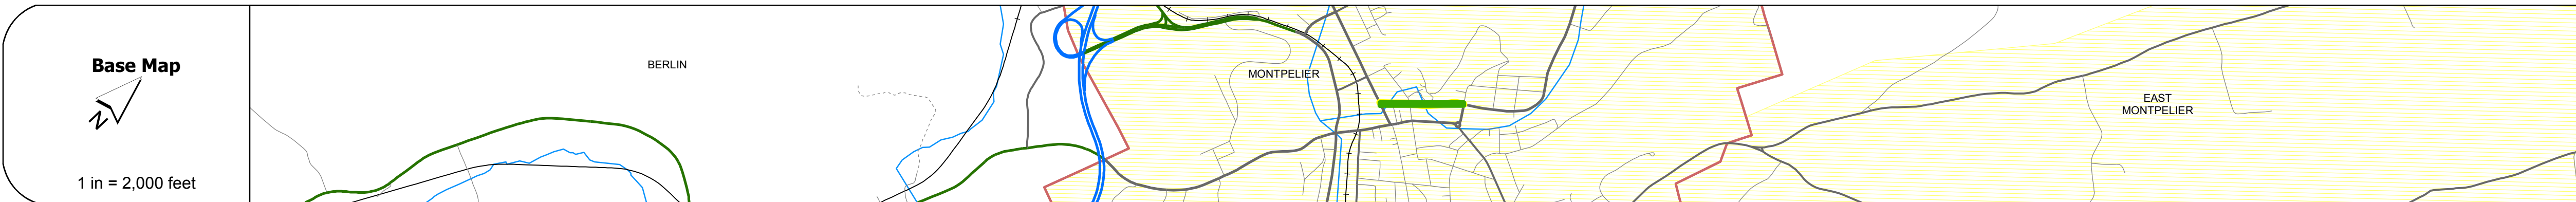 Base Map
N
1 in = 2,000 feet
BERLIN
MONTPELIER
EAST
MONTPELIER